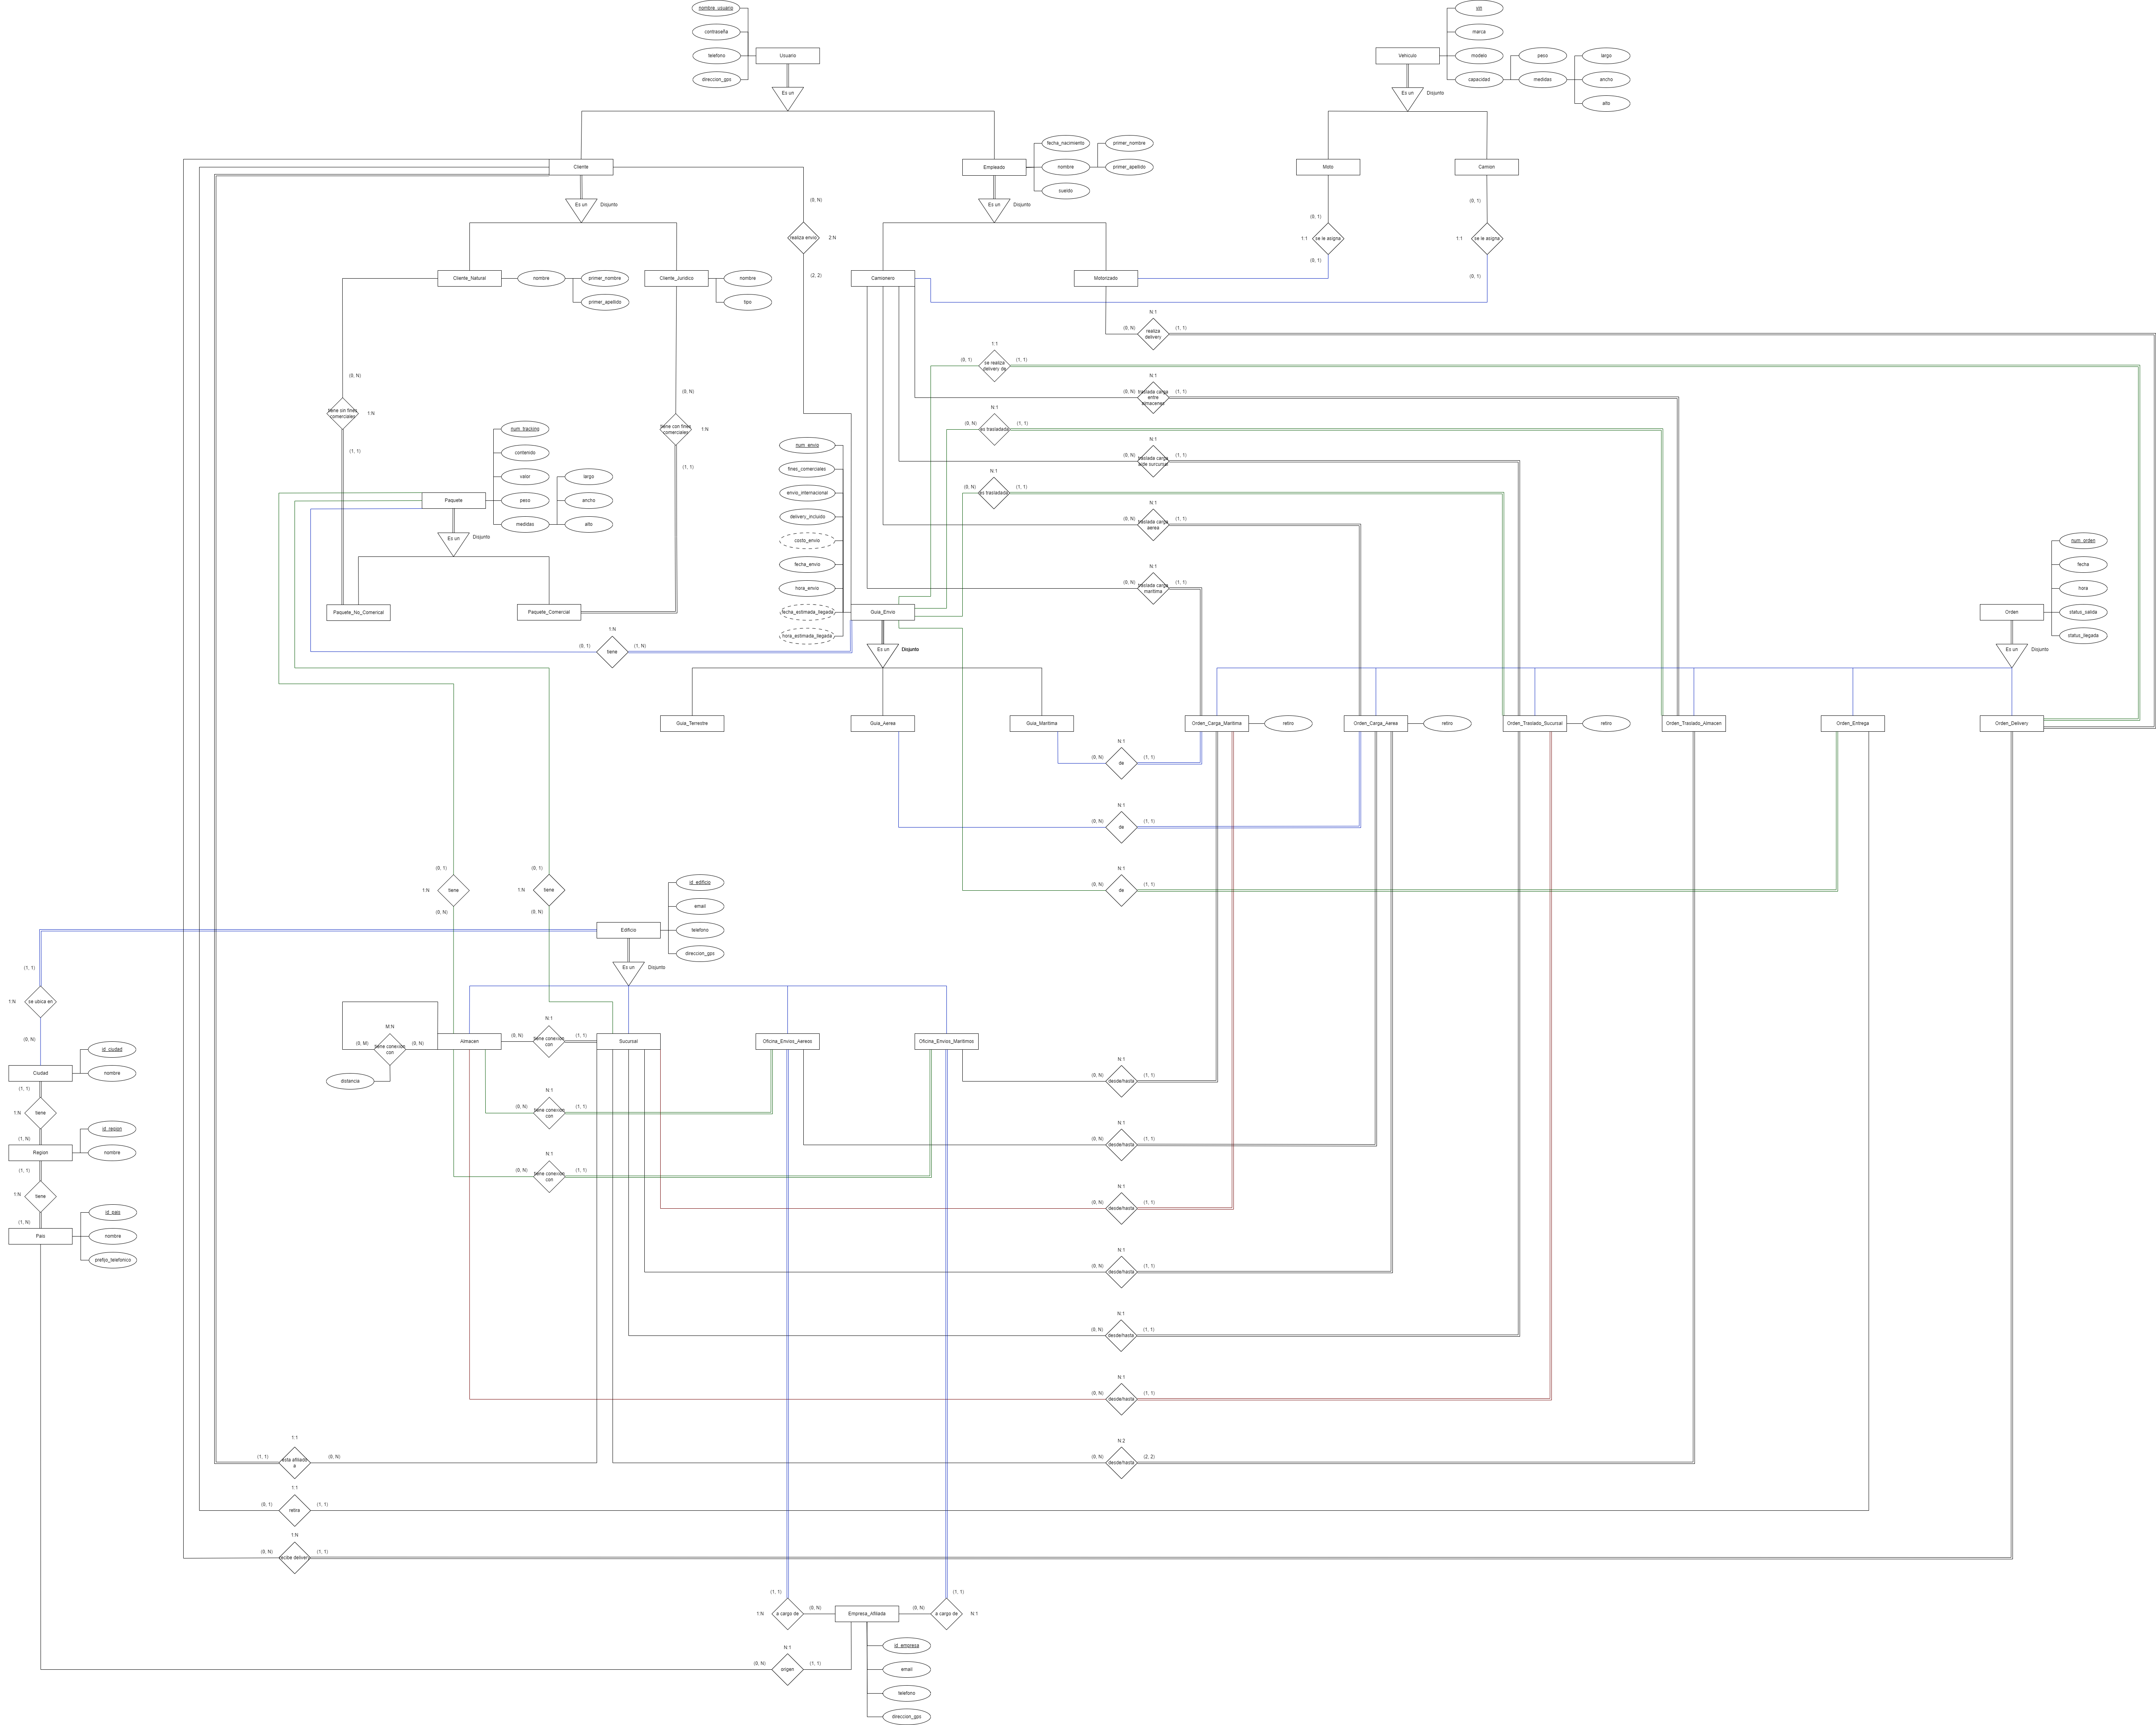 nombre_usuario
contraseña
telefono
direccion_gps
Usuario
Es un
vin
marca
modelo
capacidad
peso
medidas
largo
ancho
alto
Vehiculo
Es un
Disjunto
Cliente
Es un
Disjunto
(0, N)
realiza envio
2:N
(2, 2)
Empleado
fecha_nacimiento
nombre
sueldo
primer_nombre
primer_apellido
Es un
Disjunto
Moto
Camion
(0, 1)
se le asigna
1:1
(0, 1)
(0, 1)
se le asigna
1:1
(0, 1)
Cliente_Natural
nombre
primer_nombre
primer_apellido
Cliente_Juridico
nombre
tipo
Camionero
Motorizado
N:1
(0, N)
realiza
delivery
(1, 1)
1:1
(0, 1)
se realiza
delivery de
(1, 1)
N:1
(0, N)
traslada carga
entre
almacenes
(1, 1)
N:1
(0, N)
es trasladada
(1, 1)
N:1
(0, N)
traslada carga
a/de surcursal
(1, 1)
N:1
(0, N)
es trasladada
(1, 1)
N:1
(0, N)
traslada carga
aerea
(1, 1)
N:1
(0, N)
traslada carga
maritima
(1, 1)
(0, N)
tiene sin fines
comerciales
1:N
(1, 1)
(0, N)
tiene con fines
comerciales
1:N
(1, 1)
num_tracking
contenido
valor
peso
medidas
largo
ancho
alto
Paquete
Es un
Disjunto
Paquete_No_Comerical
Paquete_Comercial
num_envio
fines_comerciales
envio_internacional
delivery_incluido
costo_envio
fecha_envio
hora_envio
fecha_estimada_llegada
hora_estimada_llegada
Guia_Envio
Es un
Disjunto
1:N
(0, 1)
tiene
(1, N)
Guia_Terrestre
Guia_Aerea
Guia_Maritima
num_orden
fecha
hora
status_salida
status_llegada
Orden
Es un
Disjunto
Orden_Carga_Maritima
retiro
Orden_Carga_Aerea
retiro
Orden_Traslado_Sucursal
retiro
Orden_Traslado_Almacen
Orden_Entrega
Orden_Delivery
N:1
(0, N)
de
(1, 1)
N:1
(0, N)
de
(1, 1)
N:1
(0, N)
de
(1, 1)
(0, 1)
1:N
tiene
(0, N)
(0, 1)
1:N
tiene
(0, N)
id_edificio
email
telefono
direccion_gps
Edificio
Es un
Disjunto
(1, 1)
1:N
se ubica en
(0, N)
M:N
(0, M)
tiene conexion
con
(0, N)
distancia
Almacen
N:1
(0, N)
tiene conexion
con
(1, 1)
Sucursal
Oficina_Envios_Aereos
Oficina_Envios_Maritimos
N:1
(0, N)
tiene conexion
con
(1, 1)
N:1
(0, N)
tiene conexion
con
(1, 1)
id_ciudad
nombre
Ciudad
(1, 1)
1:N
tiene
(1, N)
id_region
nombre
Region
(1, 1)
1:N
tiene
(1, N)
id_pais
nombre
prefijo_telefonico
Pais
N:1
(0, N)
desde/hasta
(1, 1)
N:1
(0, N)
desde/hasta
(1, 1)
N:1
(0, N)
desde/hasta
(1, 1)
N:1
(0, N)
desde/hasta
(1, 1)
N:1
(0, N)
desde/hasta
(1, 1)
N:1
(0, N)
desde/hasta
(1, 1)
N:2
(0, N)
desde/hasta
(2, 2)
1:1
(1, 1)
esta afiliado
a
(0, N)
1:1
(0, 1)
retira
(1, 1)
1:N
(0, N)
recibe delivery
(1, 1)
(1, 1)
1:N
a cargo de
(0, N)
Empresa_Afiliada
(0, N)
(1, 1)
a cargo de
N:1
N:1
(0, N)
origen
(1, 1)
id_empresa
email
telefono
direccion_gps